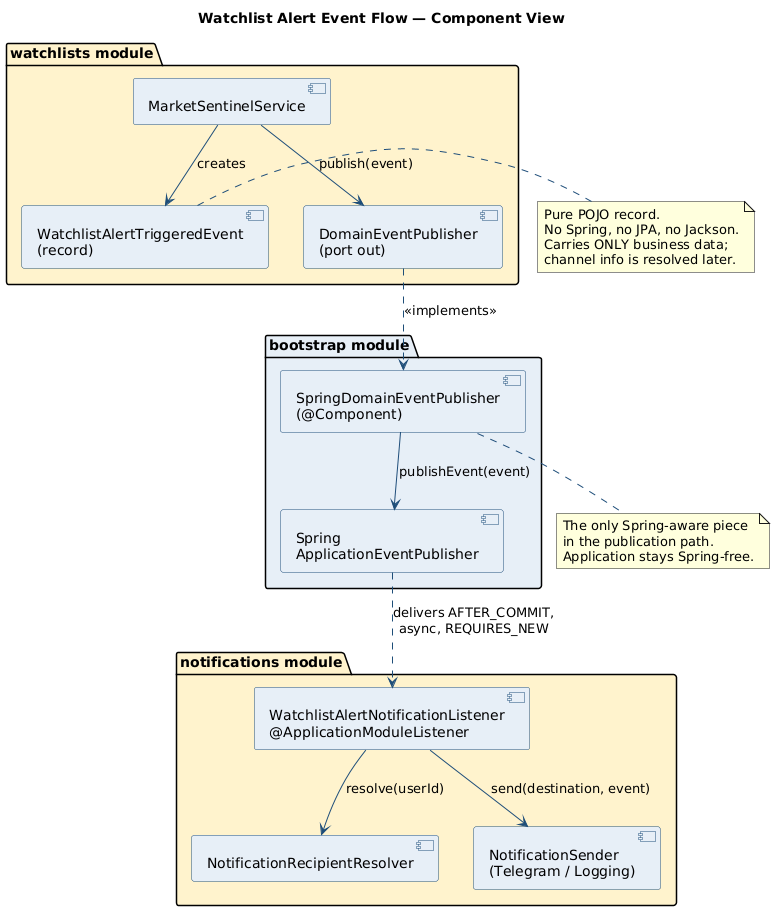 Watchlist Alert Event Flow — Component View
watchlists module
MarketSentinelService
creates
publish(event)
WatchlistAlertTriggeredEvent
(record)
DomainEventPublisher
(port out)
Pure POJO record.
No Spring, no JPA, no Jackson.
Carries ONLY business data;
channel info is resolved later.
«implements»
bootstrap module
SpringDomainEventPublisher
(@Component)
publishEvent(event)
Spring
ApplicationEventPublisher
The only Spring-aware piece
in the publication path.
Application stays Spring-free.
delivers AFTER_COMMIT,
async, REQUIRES_NEW
notifications module
WatchlistAlertNotificationListener
@ApplicationModuleListener
resolve(userId)
send(destination, event)
NotificationRecipientResolver
NotificationSender
(Telegram / Logging)